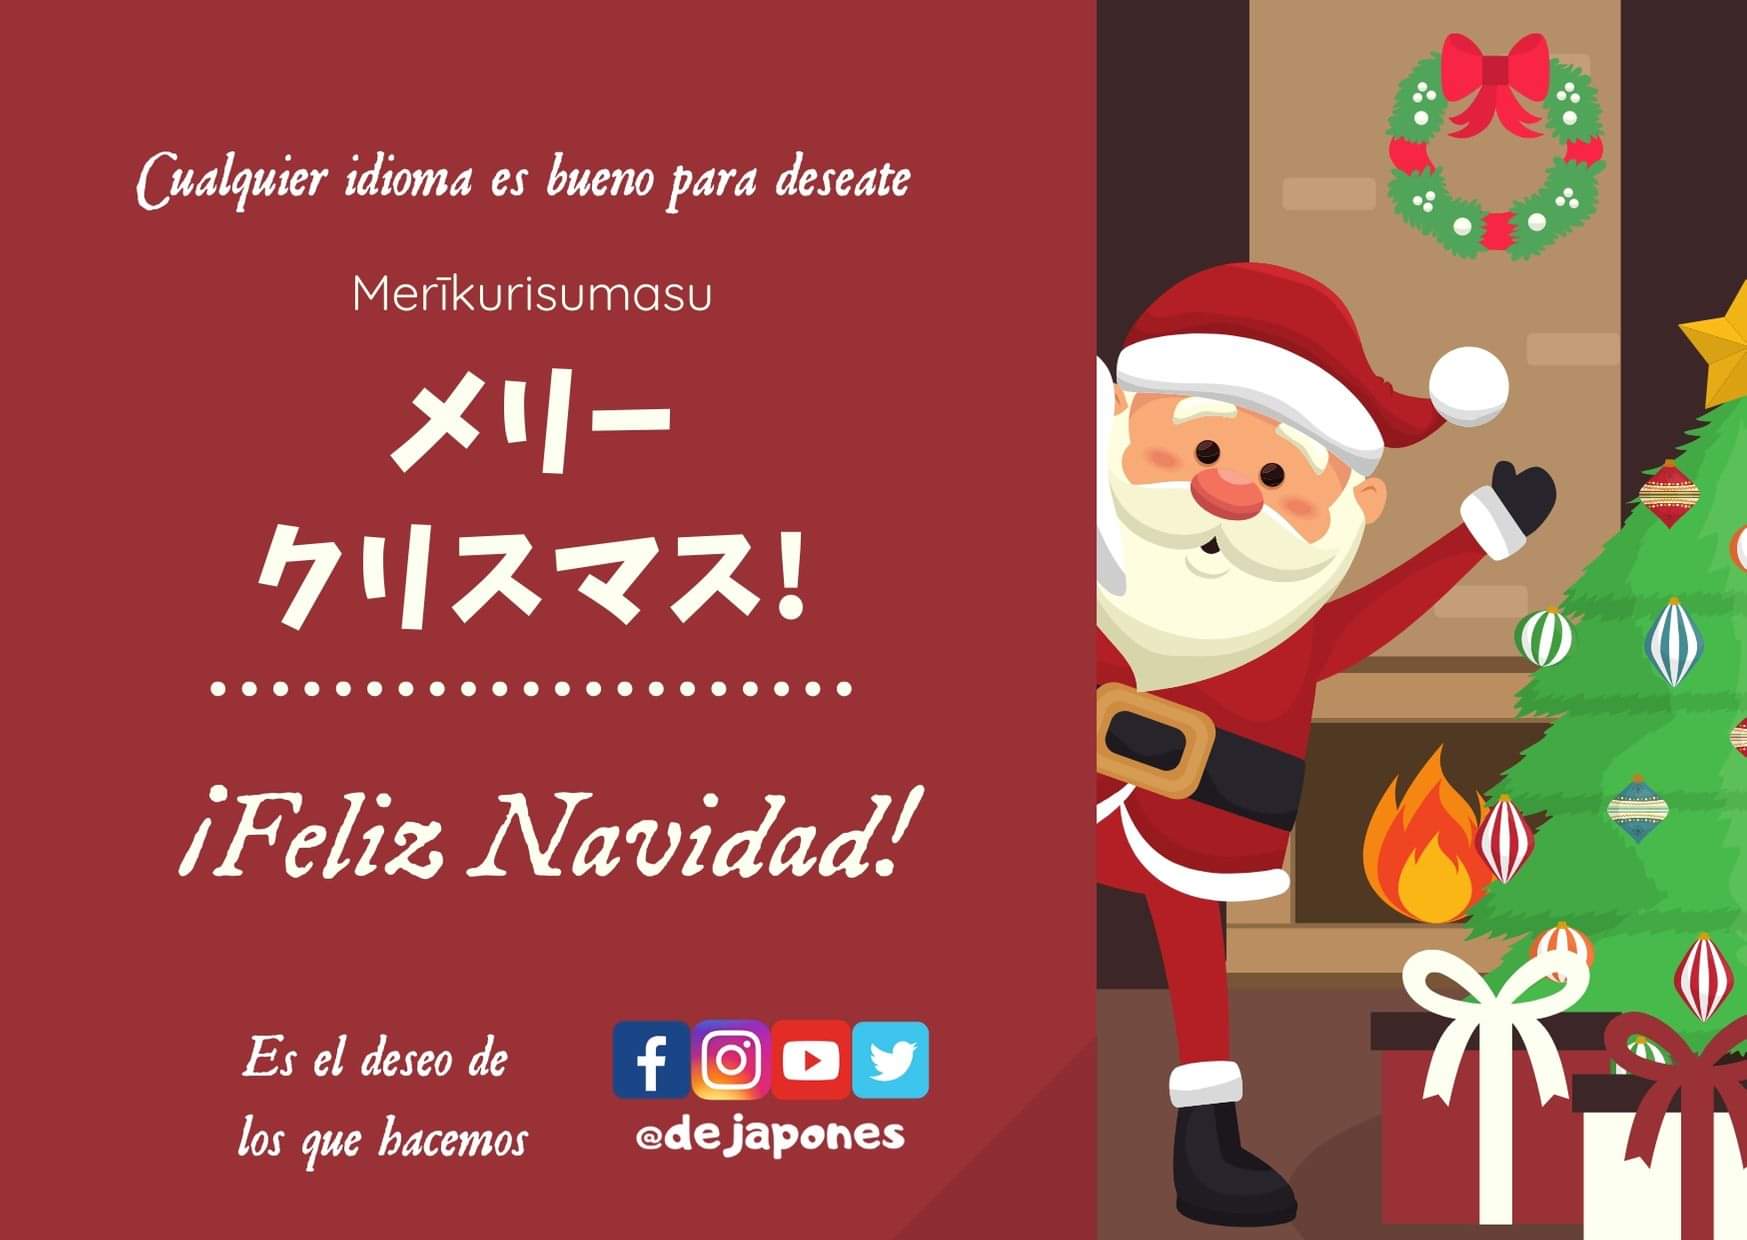 Cualquier idioma es bueno para deseate
Merīkurisumasu
メリー
クリスマス!
¡Feliz Navidad!
Es el deseo de
los que hacemos
@dejapones